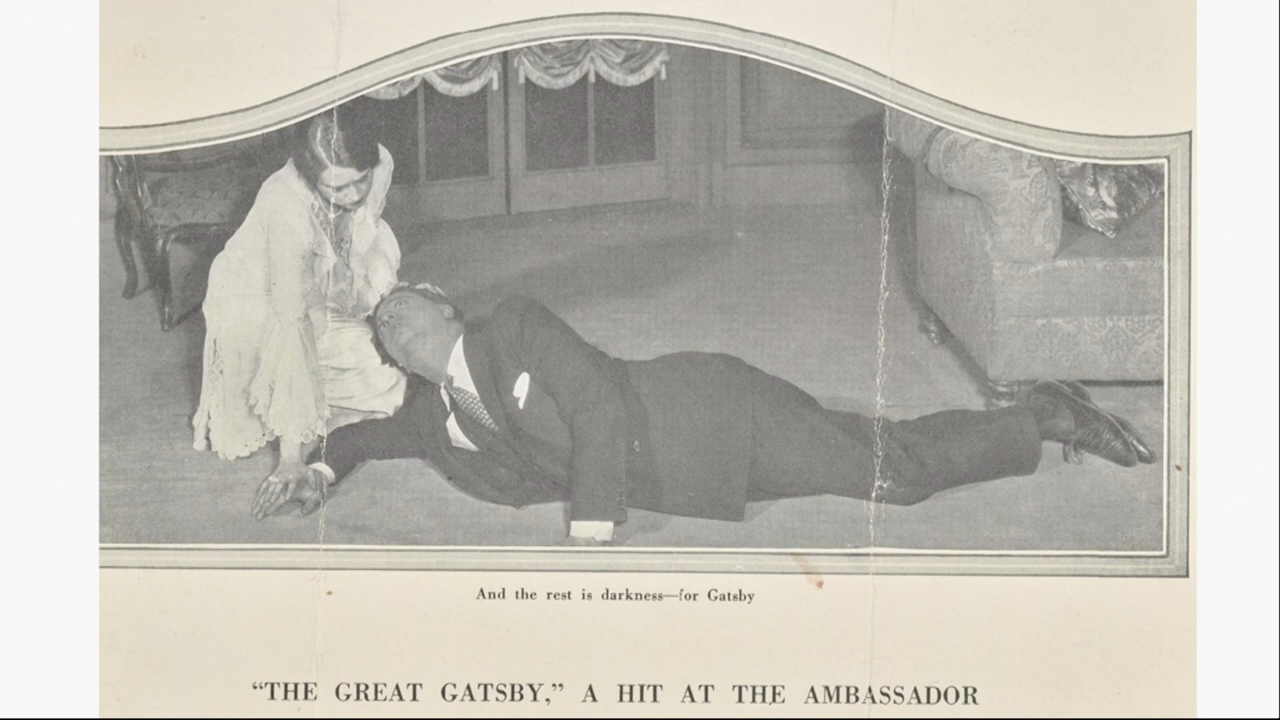 And the rest is darkness—for Gatsby
“THE GREAT GATSBY,” A HIT AT THE AMBASSADOR